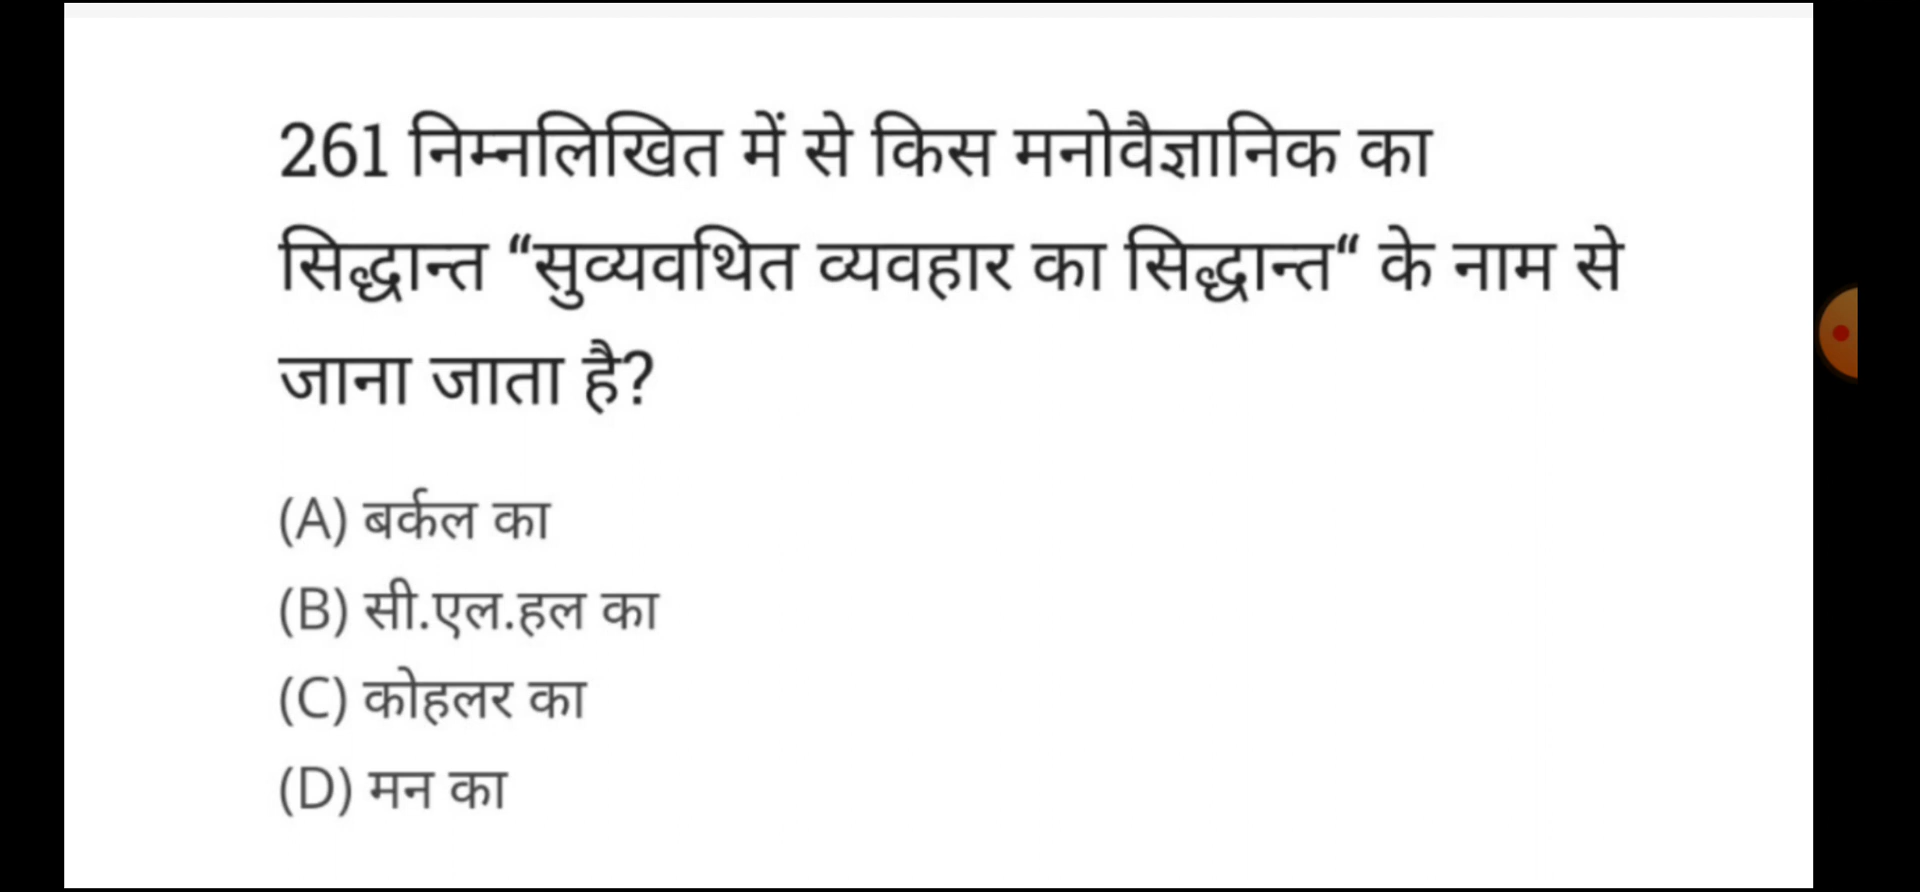 261 निम्नलिखित में से किस मनोवैज्ञानिक का
सिद्धान्त “सुव्यवथित व्यवहार का सिद्धान्त“ के नाम से
जाना जाता है?
(A) बर्कल का
(B) सी.एल.हल का
(C) कोहलर का
(D) मन का